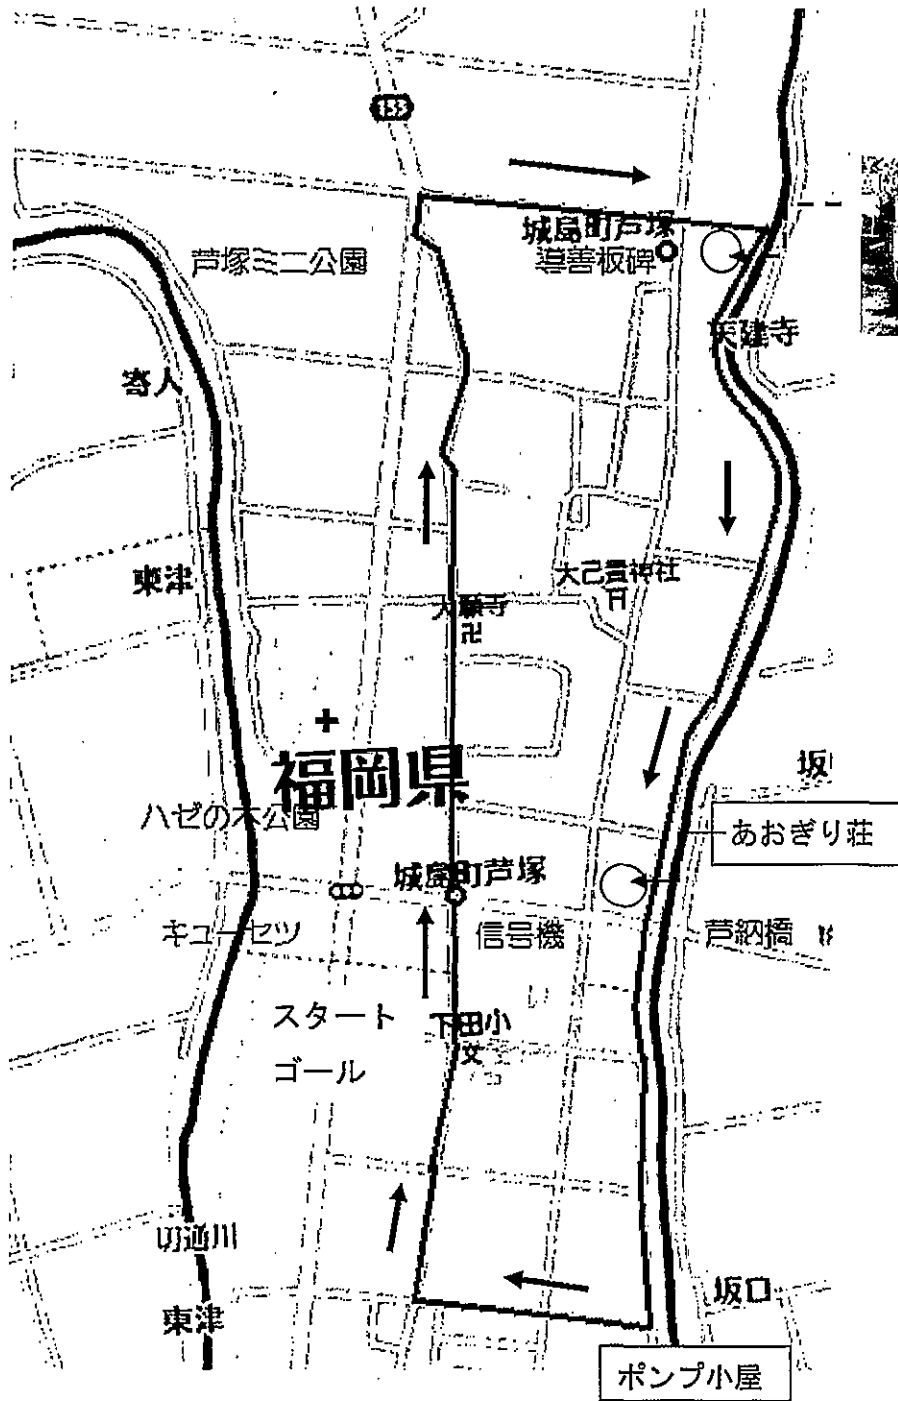 155
城島町芦塚
導善板碑
芦塚ミニ公園
天建寺
寄人
東津
大己貴神社
大願寺
福岡県
坂
ハゼの木公園
あおぎり荘
城島町芦塚
キューセツ
信号機
芦納橋
スタート
下田小
文
ゴール
切通川
坂口
東津
ポンプ小屋